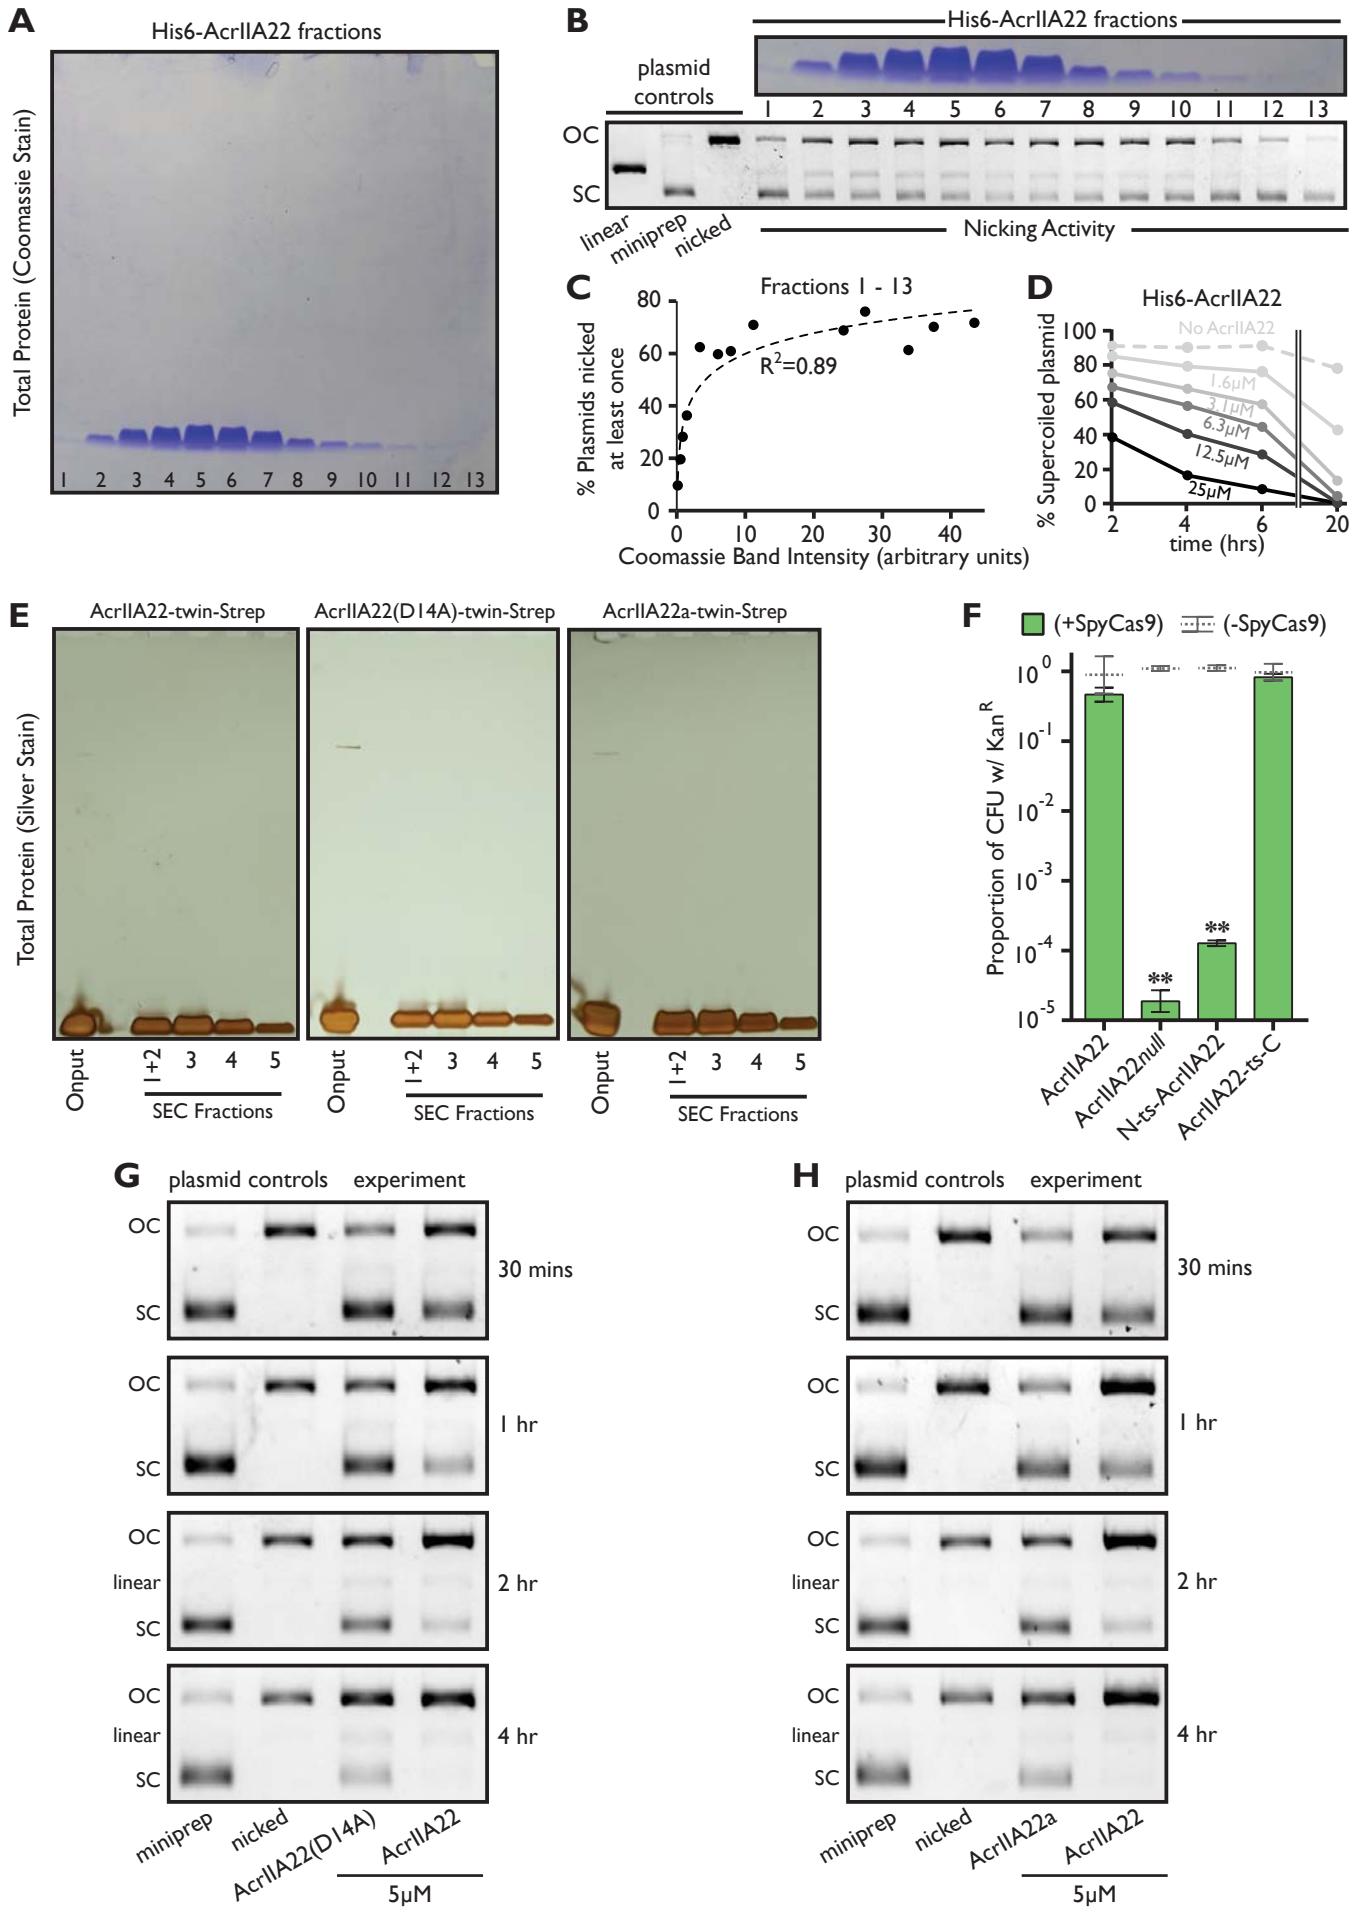 A
His6-AcrIIA22 fractions
Total Protein (Coomassie Stain)
1 2 3 4 5 6 7 8 9 10 11 12 13
B
His6-AcrIIA22 fractions
plasmid
controls
1 2 3 4 5 6 7 8 9 10 11 12 13
OC
SC
linear
miniprep
nicked
Nicking Activity
C
Fractions 1 - 13
% Plasmids nicked
at least once
80
60
40
20
0
R²=0.89
0 10 20 30 40
Coomassie Band Intensity (arbitrary units)
D
His6-AcrIIA22
% Supercoiled plasmid
100
80
60
40
20
0
No AcrIIA22
1.6µM
3.1µM
6.3µM
12.5µM
25µM
2 4 6 20
time (hrs)
E
AcrIIA22-twin-Strep
AcrIIA22(D14A)-twin-Strep
AcrIIA22a-twin-Strep
Total Protein (Silver Stain)
Onput 1+2 3 4 5
SEC Fractions
Onput 1+2 3 4 5
SEC Fractions
Onput 1+2 3 4 5
SEC Fractions
F
(+SpyCas9)
(-SpyCas9)
Proportion of CFU w/ Kan^R
10^0
10^-1
10^-2
10^-3
10^-4
10^-5
**
**
AcrIIA22
AcrIIA22null
N-ts-AcrIIA22
AcrIIA22-ts-C
G
plasmid controls experiment
OC
SC
30 mins
OC
SC
1 hr
OC
linear
SC
2 hr
OC
linear
SC
4 hr
miniprep
nicked
AcrIIA22(D14A)
AcrIIA22
5µM
H
plasmid controls experiment
OC
SC
30 mins
OC
SC
1 hr
OC
linear
SC
2 hr
OC
linear
SC
4 hr
miniprep
nicked
AcrIIA22a
AcrIIA22
5µM